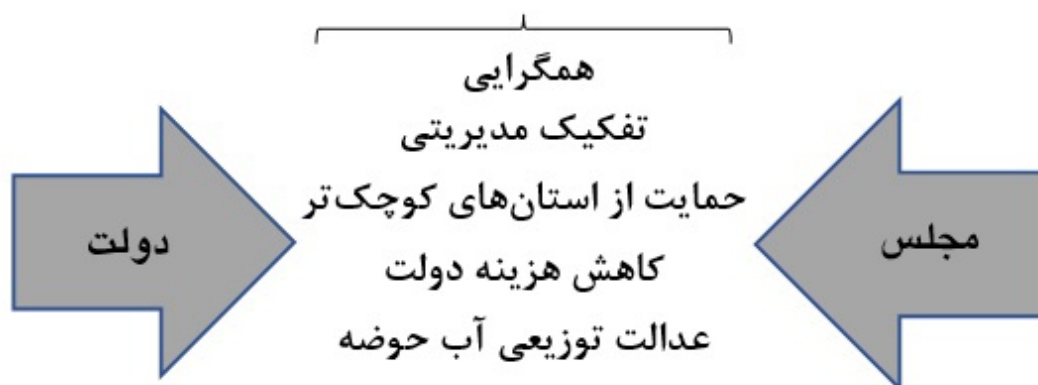 همگرایی
تفکیک مدیریتی
حمایت از استان‌های کوچک‌تر
مجلس
دولت
کاهش هزینه دولت
عدالت توزیعی آب حوضه